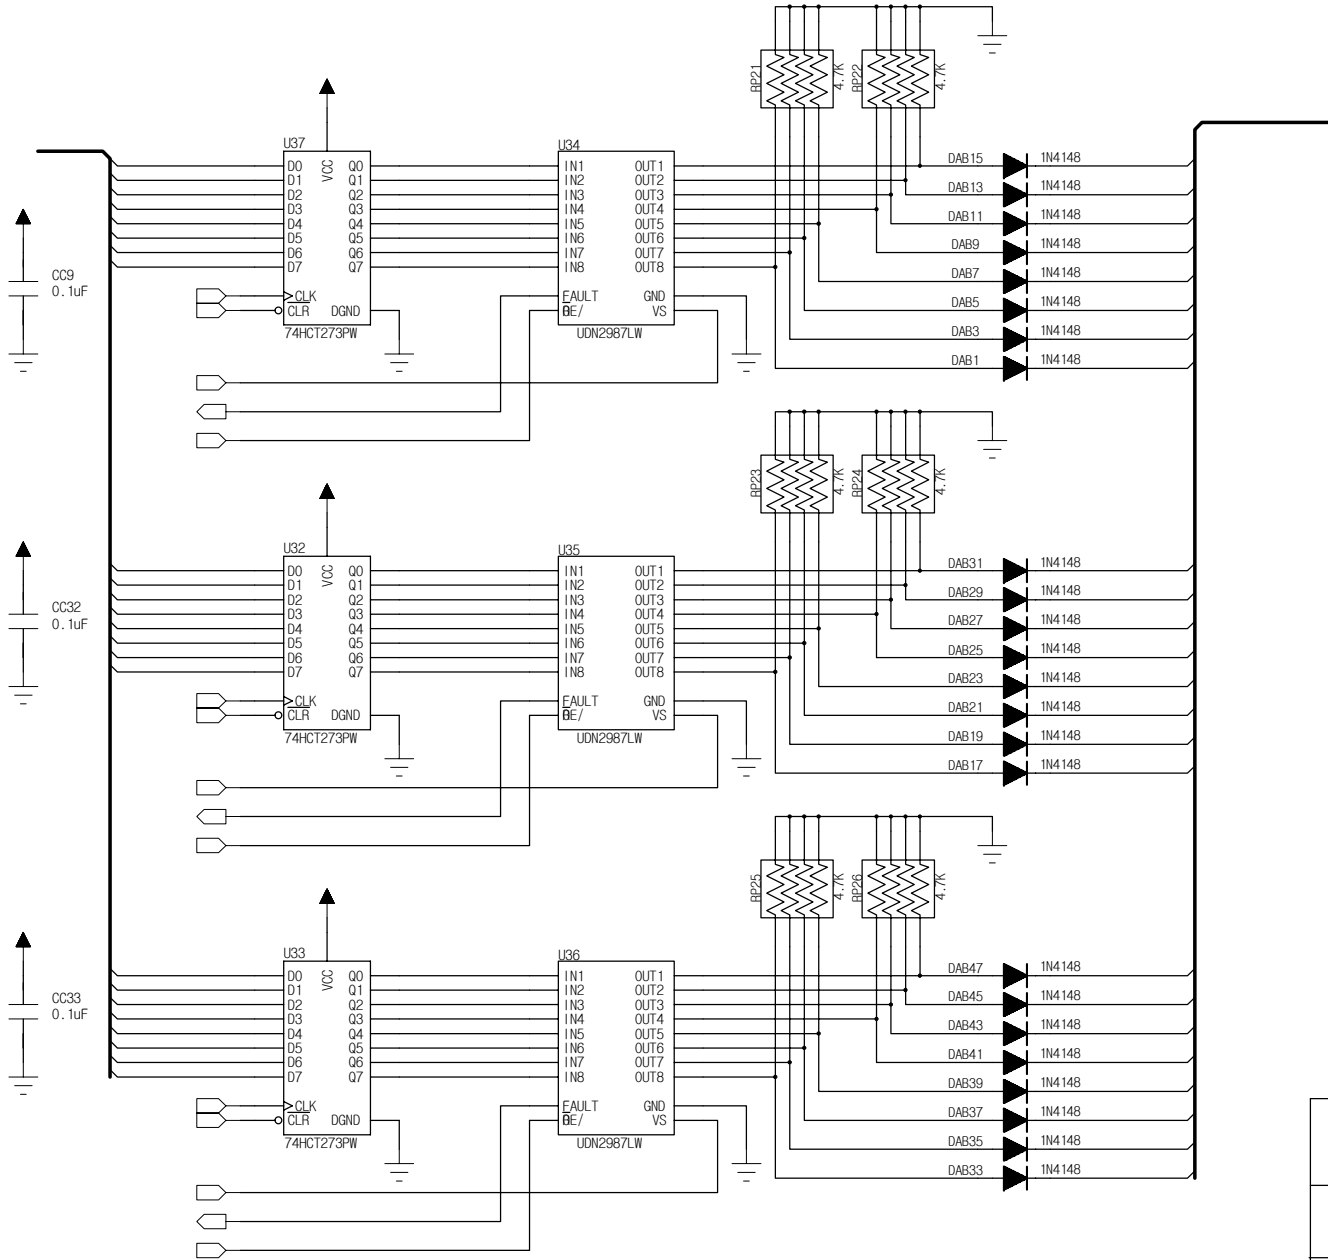 RP21
4.7K
RP22
4.7K
U37
VCC
D0
D1
D2
D3
D4
D5
D6
D7
Q0
Q1
Q2
Q3
Q4
Q5
Q6
Q7
CLK
CLR
DGND
74HCT273PW
U34
IN1
IN2
IN3
IN4
IN5
IN6
IN7
IN8
OUT1
OUT2
OUT3
OUT4
OUT5
OUT6
OUT7
OUT8
FAULT
OE/
GND
VS
UDN2987LW
CC9
0.1uF
DAB15 1N4148
DAB13 1N4148
DAB11 1N4148
DAB9 1N4148
DAB7 1N4148
DAB5 1N4148
DAB3 1N4148
DAB1 1N4148
RP23
4.7K
RP24
4.7K
U32
VCC
D0
D1
D2
D3
D4
D5
D6
D7
Q0
Q1
Q2
Q3
Q4
Q5
Q6
Q7
CLK
CLR
DGND
74HCT273PW
U35
IN1
IN2
IN3
IN4
IN5
IN6
IN7
IN8
OUT1
OUT2
OUT3
OUT4
OUT5
OUT6
OUT7
OUT8
FAULT
OE/
GND
VS
UDN2987LW
CC32
0.1uF
DAB31 1N4148
DAB29 1N4148
DAB27 1N4148
DAB25 1N4148
DAB23 1N4148
DAB21 1N4148
DAB19 1N4148
DAB17 1N4148
RP25
4.7K
RP26
4.7K
U33
VCC
D0
D1
D2
D3
D4
D5
D6
D7
Q0
Q1
Q2
Q3
Q4
Q5
Q6
Q7
CLK
CLR
DGND
74HCT273PW
U36
IN1
IN2
IN3
IN4
IN5
IN6
IN7
IN8
OUT1
OUT2
OUT3
OUT4
OUT5
OUT6
OUT7
OUT8
FAULT
OE/
GND
VS
UDN2987LW
CC33
0.1uF
DAB47 1N4148
DAB45 1N4148
DAB43 1N4148
DAB41 1N4148
DAB39 1N4148
DAB37 1N4148
DAB35 1N4148
DAB33 1N4148